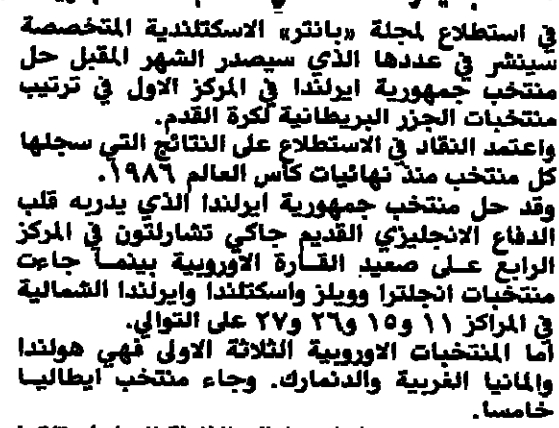 في استطلاع لمجلة «بانتر» الاسكتلندية المتخصصة
سينشر في عددها الذي سيصدر الشهر المقبل حل
منتخب جمهورية ايرلندا في المركز الاول في ترتيب
منتخبات الجزر البريطانية لكرة القدم.
واعتمد النقاد في الاستطلاع على النتائج التي سجلها
كل منتخب منذ نهائيات كأس العالم ١٩٨٦.
وقد حل منتخب جمهورية ايرلندا الذي يدربه قلب
الدفاع الانجليزي القديم جاكي تشارلتون في المركز
الرابع على صعيد القارة الاوروبية بينما جاءت
منتخبات انجلترا وويلز واسكتلندا وايرلندا الشمالية
في المراكز ١١ و١٥ و٢٦ و٢٧ على التوالي.
أما المنتخبات الاوروبية الثلاثة الاولى فهي هولندا
والمانيا الغربية والدنمارك. وجاء منتخب ايطاليا
خامسا.